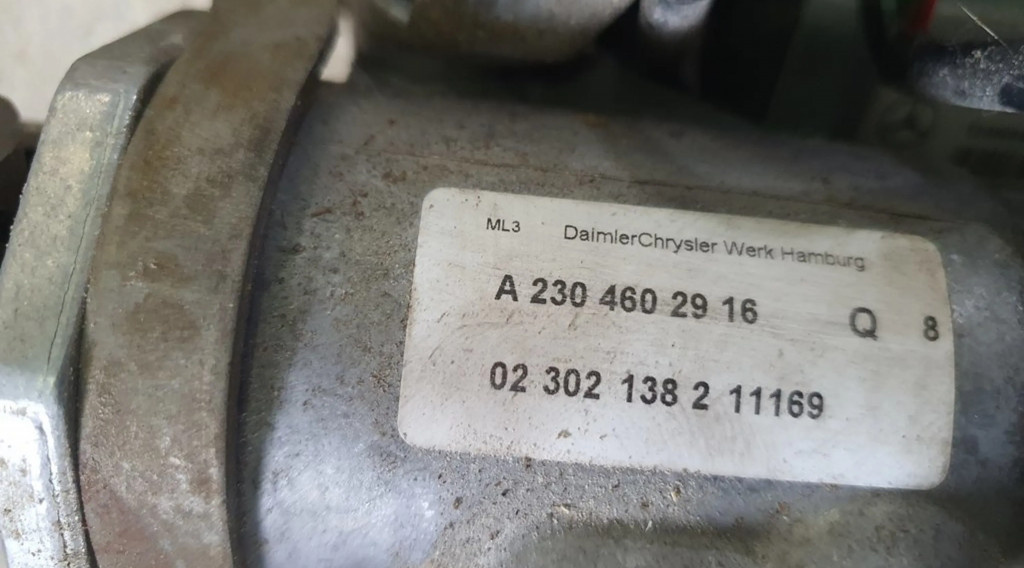 ML3 DaimlerChrysler Werk Hamburg
A 230 460 29 16 Q 8
02 302 138 2 11169